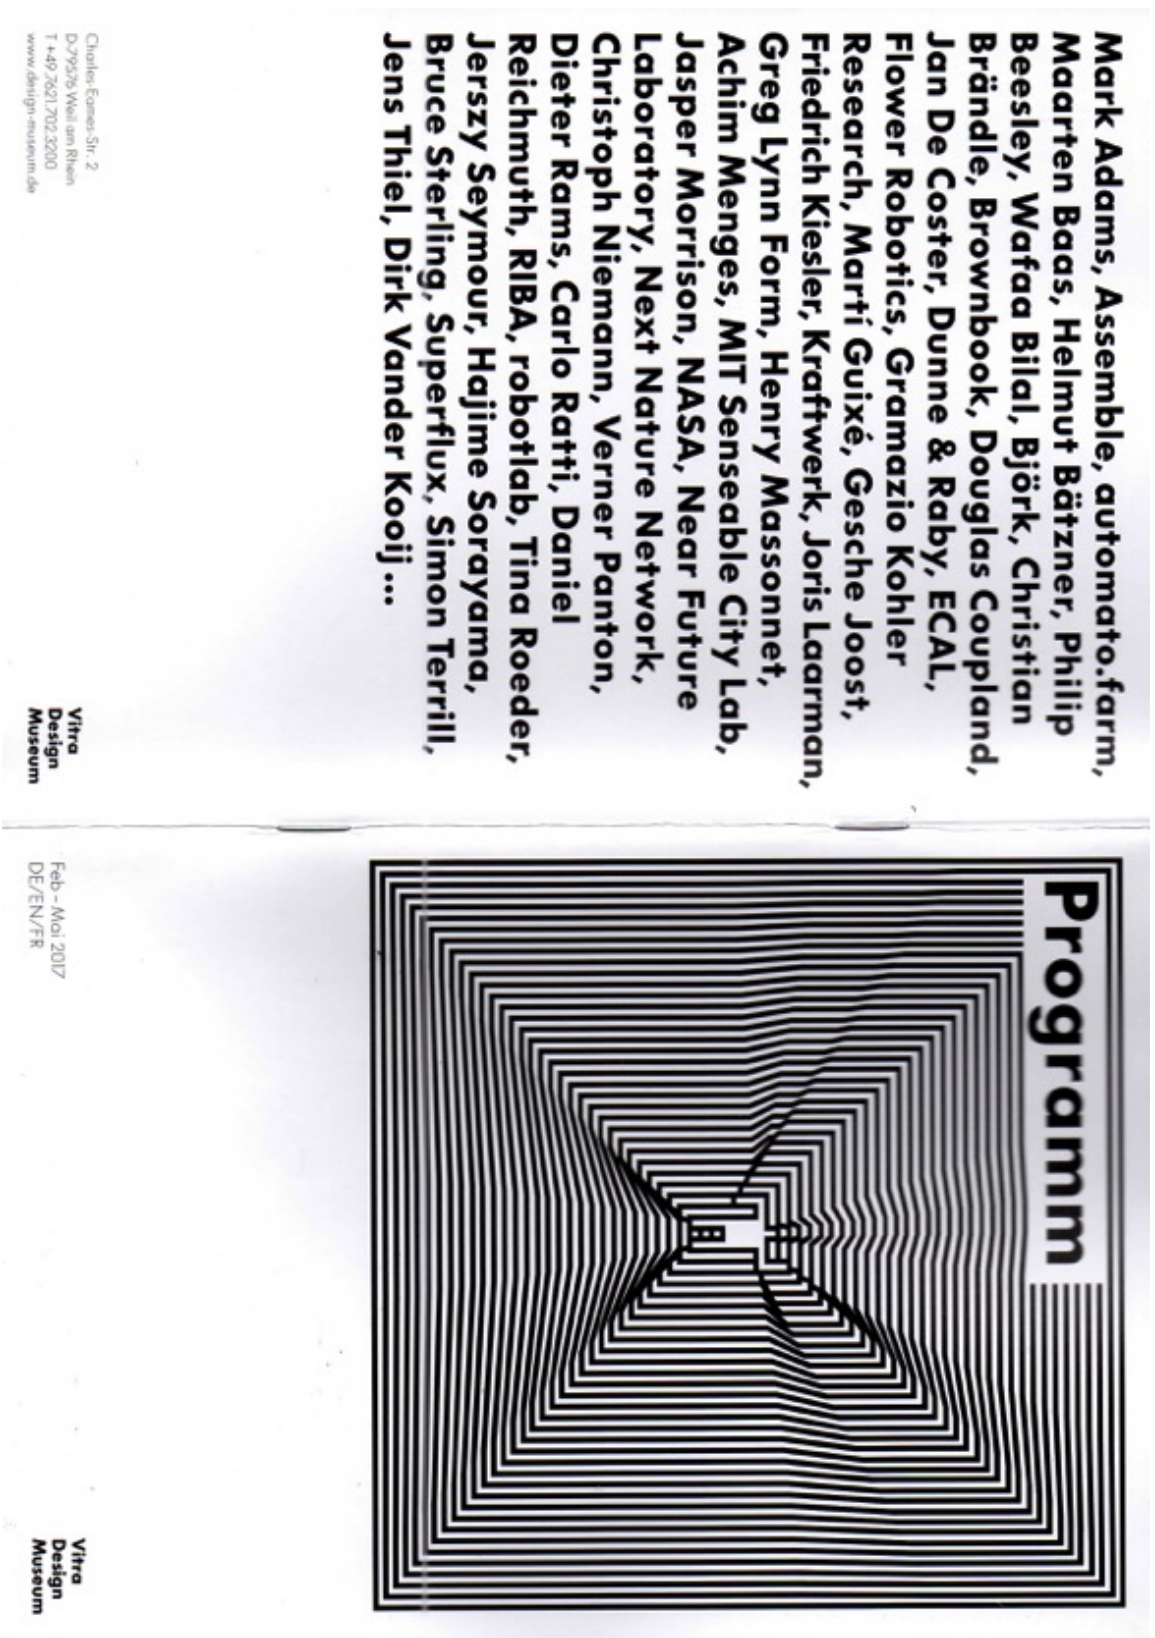 Mark Adams, Assemble, automato.farm,
Maarten Baas, Helmut Bätzner, Philip
Beesley, Wafaa Bilal, Björk, Christian
Brändle, Brownbook, Douglas Coupland,
Jan De Coster, Dunne & Raby, ECAL,
Flower Robotics, Gramazio Kohler
Research, Martí Guixé, Gesche Joost,
Friedrich Kiesler, Kraftwerk, Joris Laarman,
Greg Lynn Form, Henry Massonnet,
Achim Menges, MIT Senseable City Lab,
Jasper Morrison, NASA, Near Future
Laboratory, Next Nature Network,
Christoph Niemann, Verner Panton,
Dieter Rams, Carlo Ratti, Daniel
Reichmuth, RIBA, robotlab, Tina Roeder,
Jerszy Seymour, Hajime Sorayama,
Bruce Sterling, Superflux, Simon Terrill,
Jens Thiel, Dirk Vander Kooij ...
Charles-Eames-Str. 2
D-79576 Weil am Rhein
T +49.7621.702.3200
www.design-museum.de
Vitra
Design
Museum
Programm
Feb – Mai 2017
DE/EN/FR
Vitra
Design
Museum